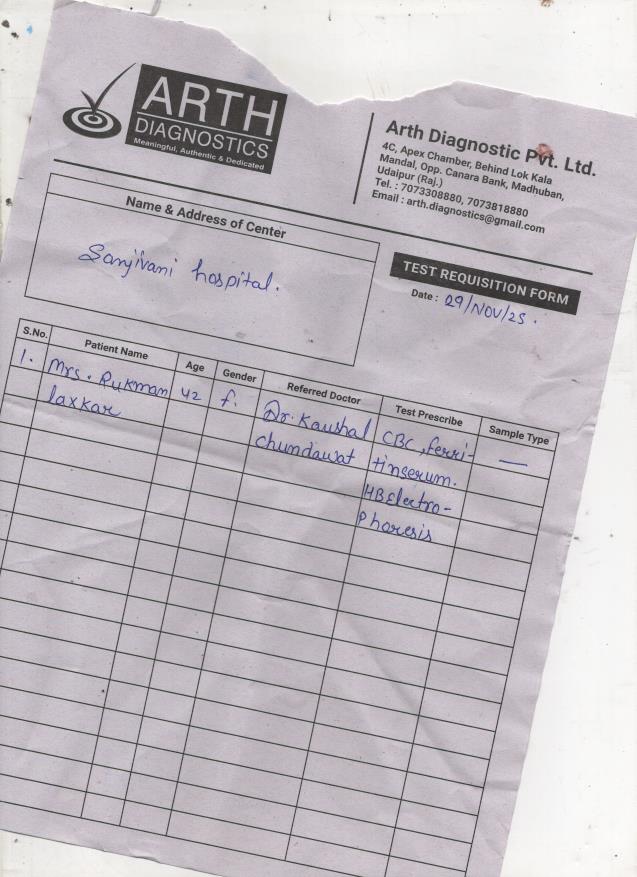 ARTH
DIAGNOSTICS
Meaningful, Authentic & Dedicated
Arth Diagnostic Pvt. Ltd.
4C, Apex Chamber, Behind Lok Kala
Mandal, Opp. Canara Bank, Madhuban,
Udaipur (Raj.)
Tel. : 7073308880, 7073818880
Email : arth.diagnostics@gmail.com
Name & Address of Center
Sanjivani hospital.
TEST REQUISITION FORM
Date : 29/NOV/25.
S.No. Patient Name Age Gender Referred Doctor Test Prescribe Sample Type
1. Mrs. Rukman 42 f. Dr. Kaushal CBC, ferri- —
laxkar chundawat tinserum.
HBElectro-
Phoresis